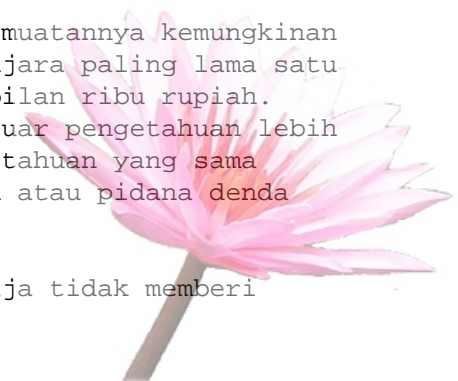 muatannya kemungkinan
jara paling lama satu
bilan ribu rupiah.
uar pengetahuan lebih
tahuan yang sama
atau pidana denda
ja tidak memberi